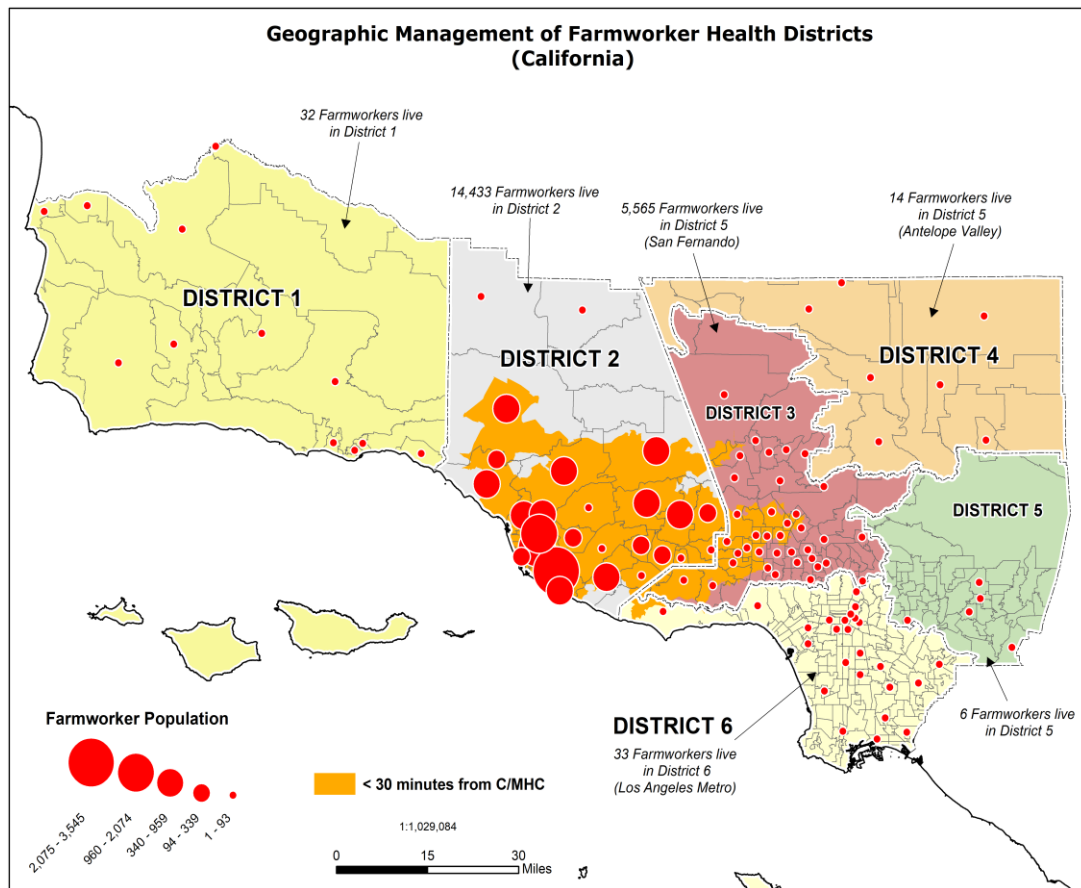 Geographic Management of Farmworker Health Districts
(California)
32 Farmworkers live
in District 1
14,433 Farmworkers live
in District 2
5,565 Farmworkers live
in District 5
(San Fernando)
14 Farmworkers live
in District 5
(Antelope Valley)
DISTRICT 1
DISTRICT 2
DISTRICT 3
DISTRICT 4
DISTRICT 5
DISTRICT 6
33 Farmworkers live
in District 6
(Los Angeles Metro)
6 Farmworkers live
in District 5
Farmworker Population
2,075 - 3,545
960 - 2,074
340 - 959
94 - 339
1 - 93
< 30 minutes from C/MHC
1:1,029,084
0 15 30
Miles